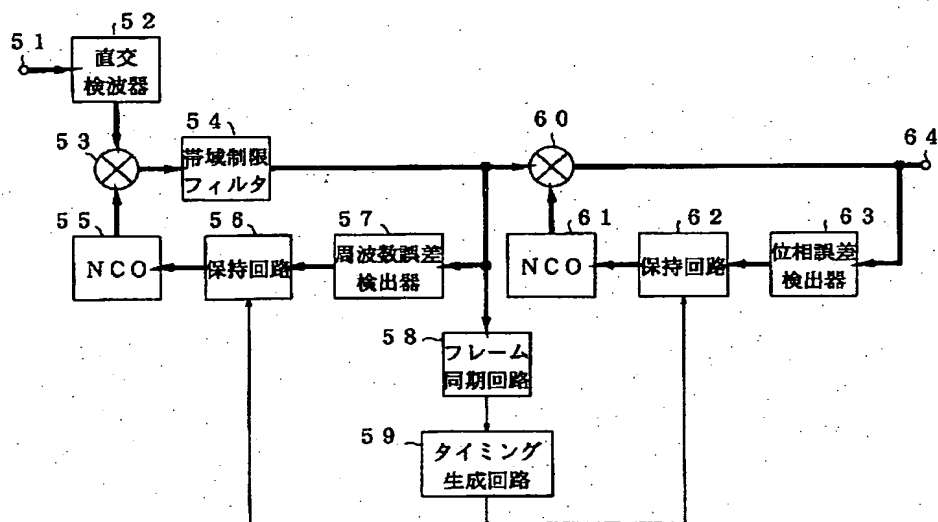 51
52
直交
検波器
53
54
帯域制限
フィルタ
60
64
55
NCO
56
保持回路
57
周波数誤差
検出器
61
NCO
62
保持回路
63
位相誤差
検出器
58
フレーム
同期回路
59
タイミング
生成回路